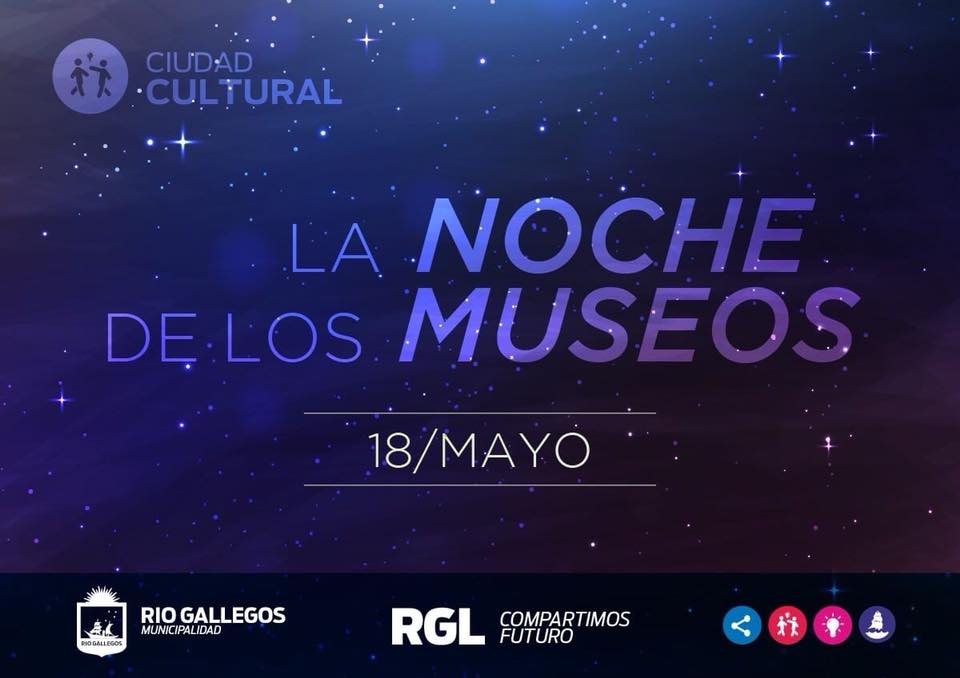 CIUDAD
CULTURAL
LA NOCHE
DE LOS MUSEOS
18/MAYO
RIO GALLEGOS
RIO GALLEGOS
MUNICIPALIDAD
RGL
COMPARTIMOS
FUTURO